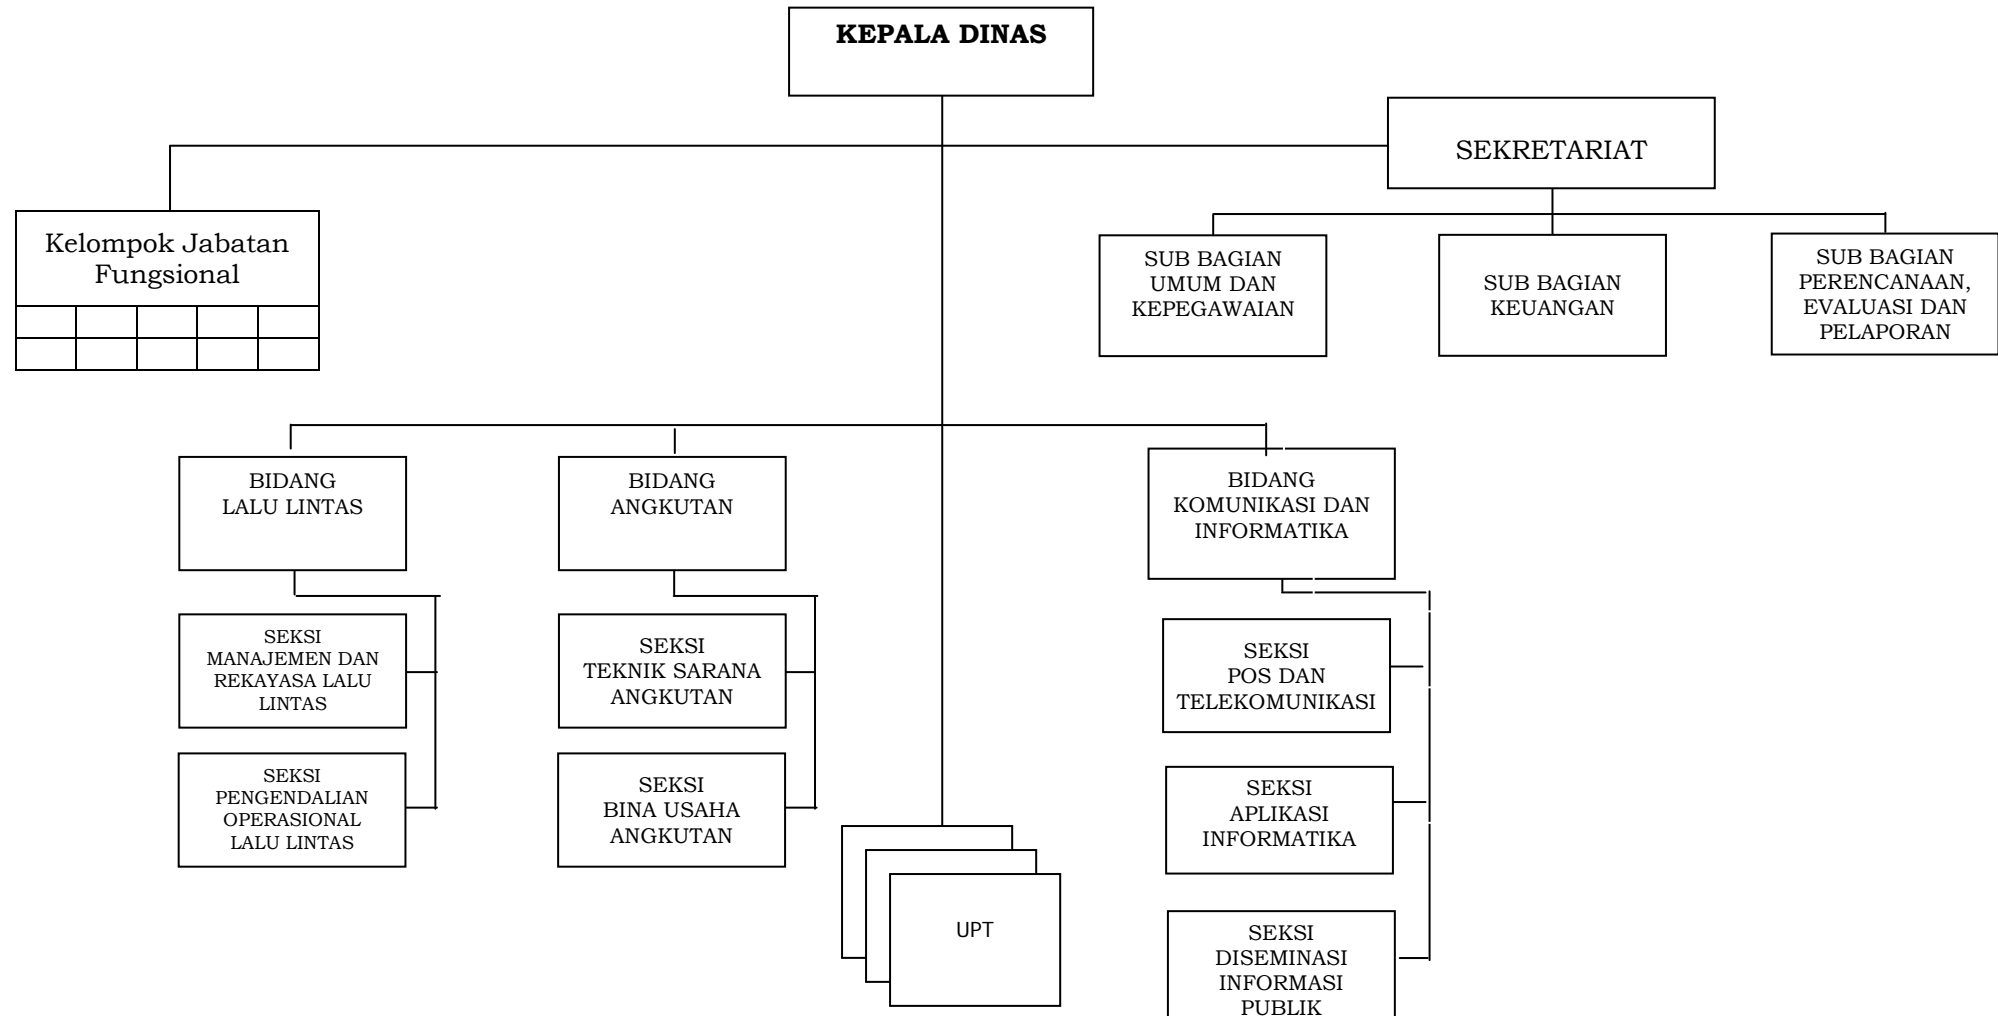 KEPALA DINAS
SEKRETARIAT
Kelompok Jabatan
Fungsional
SUB BAGIAN
UMUM DAN
KEPEGAWAIAN
SUB BAGIAN
KEUANGAN
SUB BAGIAN
PERENCANAAN,
EVALUASI DAN
PELAPORAN
BIDANG
LALU LINTAS
BIDANG
ANGKUTAN
BIDANG
KOMUNIKASI DAN
INFORMATIKA
SEKSI
MANAJEMEN DAN
REKAYASA LALU
LINTAS
SEKSI
TEKNIK SARANA
ANGKUTAN
SEKSI
POS DAN
TELEKOMUNIKASI
SEKSI
PENGENDALIAN
OPERASIONAL
LALU LINTAS
SEKSI
BINA USAHA
ANGKUTAN
SEKSI
APLIKASI
INFORMATIKA
UPT
SEKSI
DISEMINASI
INFORMASI
PUBLIK